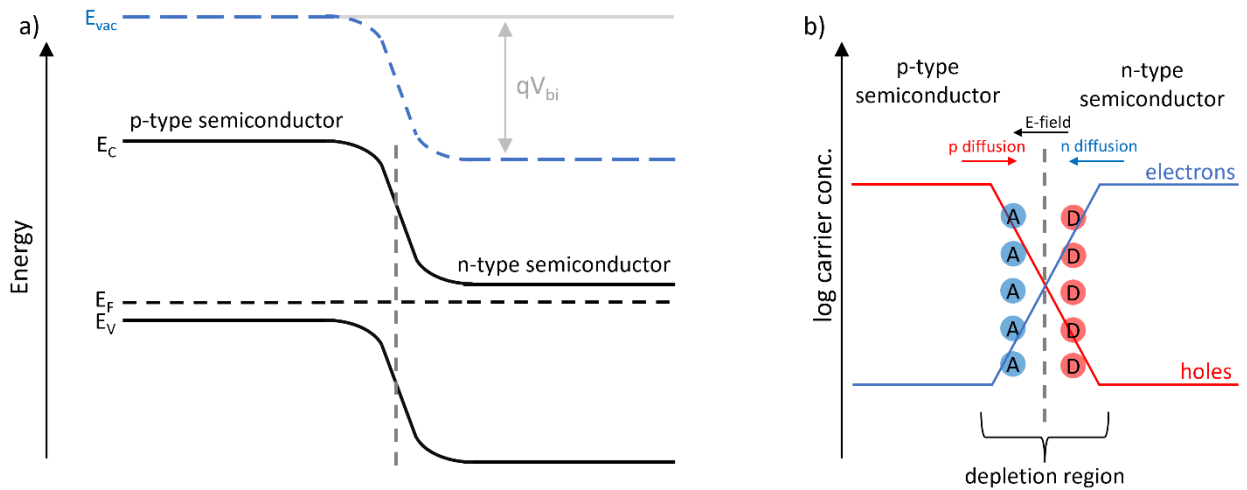 a)
E_vac
qV_bi
p-type semiconductor
E_C
n-type semiconductor
E_F
E_V
Energy
b)
p-type
semiconductor
n-type
semiconductor
E-field
p diffusion
n diffusion
electrons
log carrier conc.
A
D
A
D
A
D
A
D
A
D
holes
depletion region